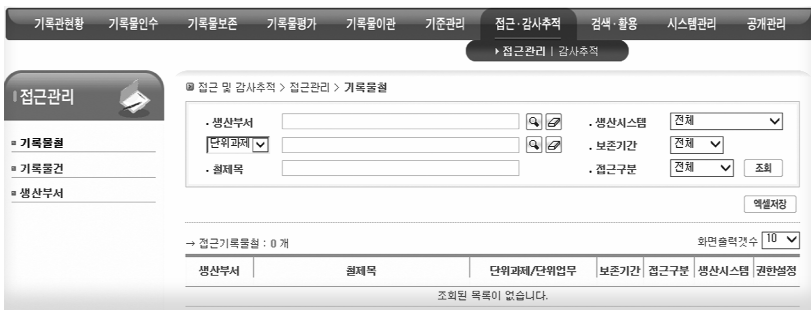 기록관현황 기록물인수 기록물보존 기록물평가 기록물이관 기준관리 접근·감사추적 검색·활용 시스템관리 공개관리
▸접근관리 | 감사추적
접근관리
기록물철
기록물건
생산부서
접근 및 감사추적 > 접근관리 > 기록물철
생산부서 생산시스템 전체
단위과제 보존기간 전체
철제목 접근구분 전체 조회
엑셀저장
→ 접근기록물철 : 0 개 화면출력갯수 10
생산부서 철제목 단위과제/단위업무 보존기간 접근구분 생산시스템 권한설정
조회된 목록이 없습니다.